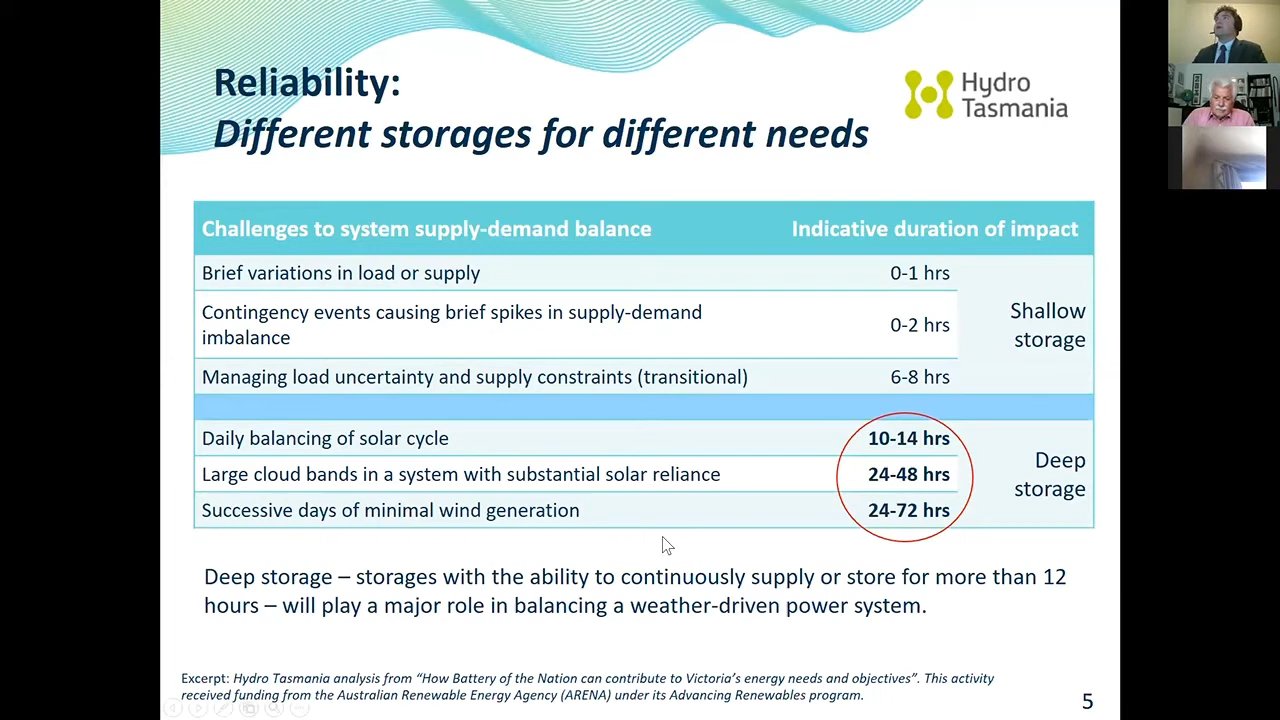 Reliability:
Different storages for different needs
Hydro
Tasmania
Challenges to system supply-demand balance
Indicative duration of impact
Brief variations in load or supply
0-1 hrs
Contingency events causing brief spikes in supply-demand
imbalance
0-2 hrs
Managing load uncertainty and supply constraints (transitional)
6-8 hrs
Shallow
storage
Daily balancing of solar cycle
10-14 hrs
Large cloud bands in a system with substantial solar reliance
24-48 hrs
Successive days of minimal wind generation
24-72 hrs
Deep
storage
Deep storage – storages with the ability to continuously supply or store for more than 12
hours – will play a major role in balancing a weather-driven power system.
Excerpt: Hydro Tasmania analysis from “How Battery of the Nation can contribute to Victoria’s energy needs and objectives”. This activity
received funding from the Australian Renewable Energy Agency (ARENA) under its Advancing Renewables program.
5